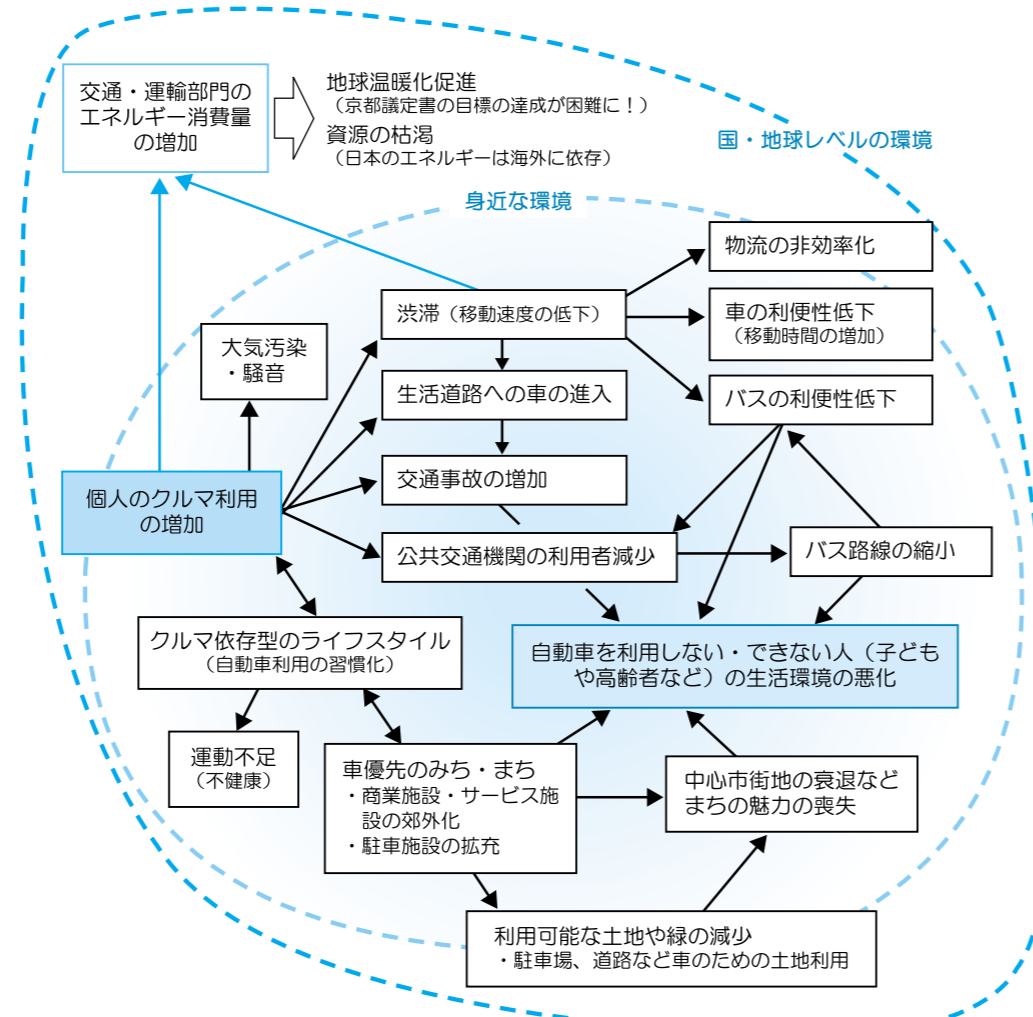 交通・運輸部門の
エネルギー消費量
の増加
地球温暖化促進
（京都議定書の目標の達成が困難に！）
資源の枯渇
（日本のエネルギーは海外に依存）
国・地球レベルの環境
身近な環境
物流の非効率化
渋滞（移動速度の低下）
車の利便性低下
（移動時間の増加）
大気汚染
・騒音
生活道路への車の進入
バスの利便性低下
交通事故の増加
個人のクルマ利用
の増加
公共交通機関の利用者減少
バス路線の縮小
クルマ依存型のライフスタイル
（自動車利用の習慣化）
自動車を利用しない・できない人（子ども
や高齢者など）の生活環境の悪化
運動不足
（不健康）
車優先のみち・まち
・商業施設・サービス施
設の郊外化
・駐車施設の拡充
中心市街地の衰退など
まちの魅力の喪失
利用可能な土地や緑の減少
・駐車場、道路など車のための土地利用